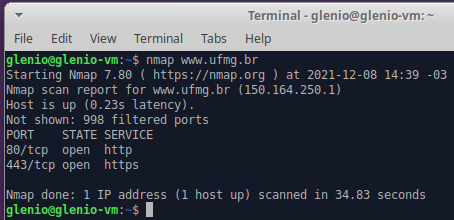 Terminal - glenio@glenio-vm: ~
File Edit View Terminal Tabs Help
glenio@glenio-vm:~$ nmap www.ufmg.br
Starting Nmap 7.80 ( https://nmap.org ) at 2021-12-08 14:39 -03
Nmap scan report for www.ufmg.br (150.164.250.1)
Host is up (0.23s latency).
Not shown: 998 filtered ports
PORT    STATE SERVICE
80/tcp  open  http
443/tcp open  https
Nmap done: 1 IP address (1 host up) scanned in 34.83 seconds
glenio@glenio-vm:~$